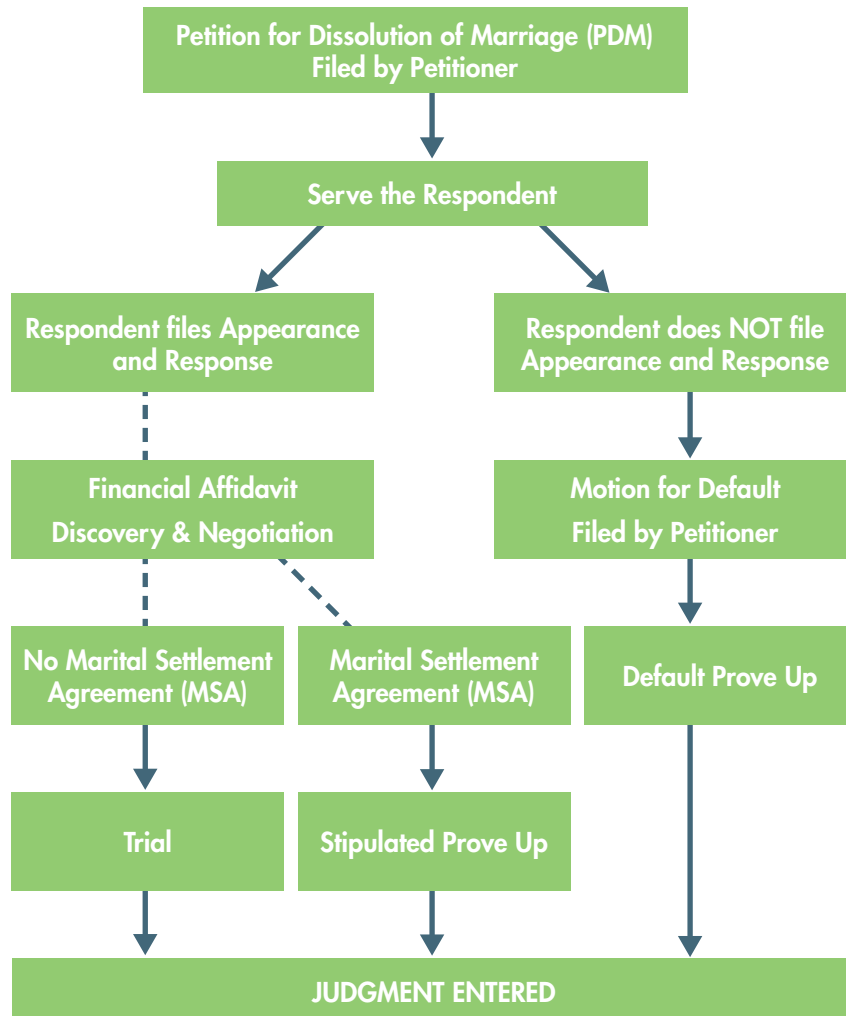 Petition for Dissolution of Marriage (PDM)
Filed by Petitioner
Serve the Respondent
Respondent files Appearance
and Response
Respondent does NOT file
Appearance and Response
Financial Affidavit
Discovery & Negotiation
Motion for Default
Filed by Petitioner
No Marital Settlement
Agreement (MSA)
Marital Settlement
Agreement (MSA)
Default Prove Up
Trial
Stipulated Prove Up
JUDGMENT ENTERED